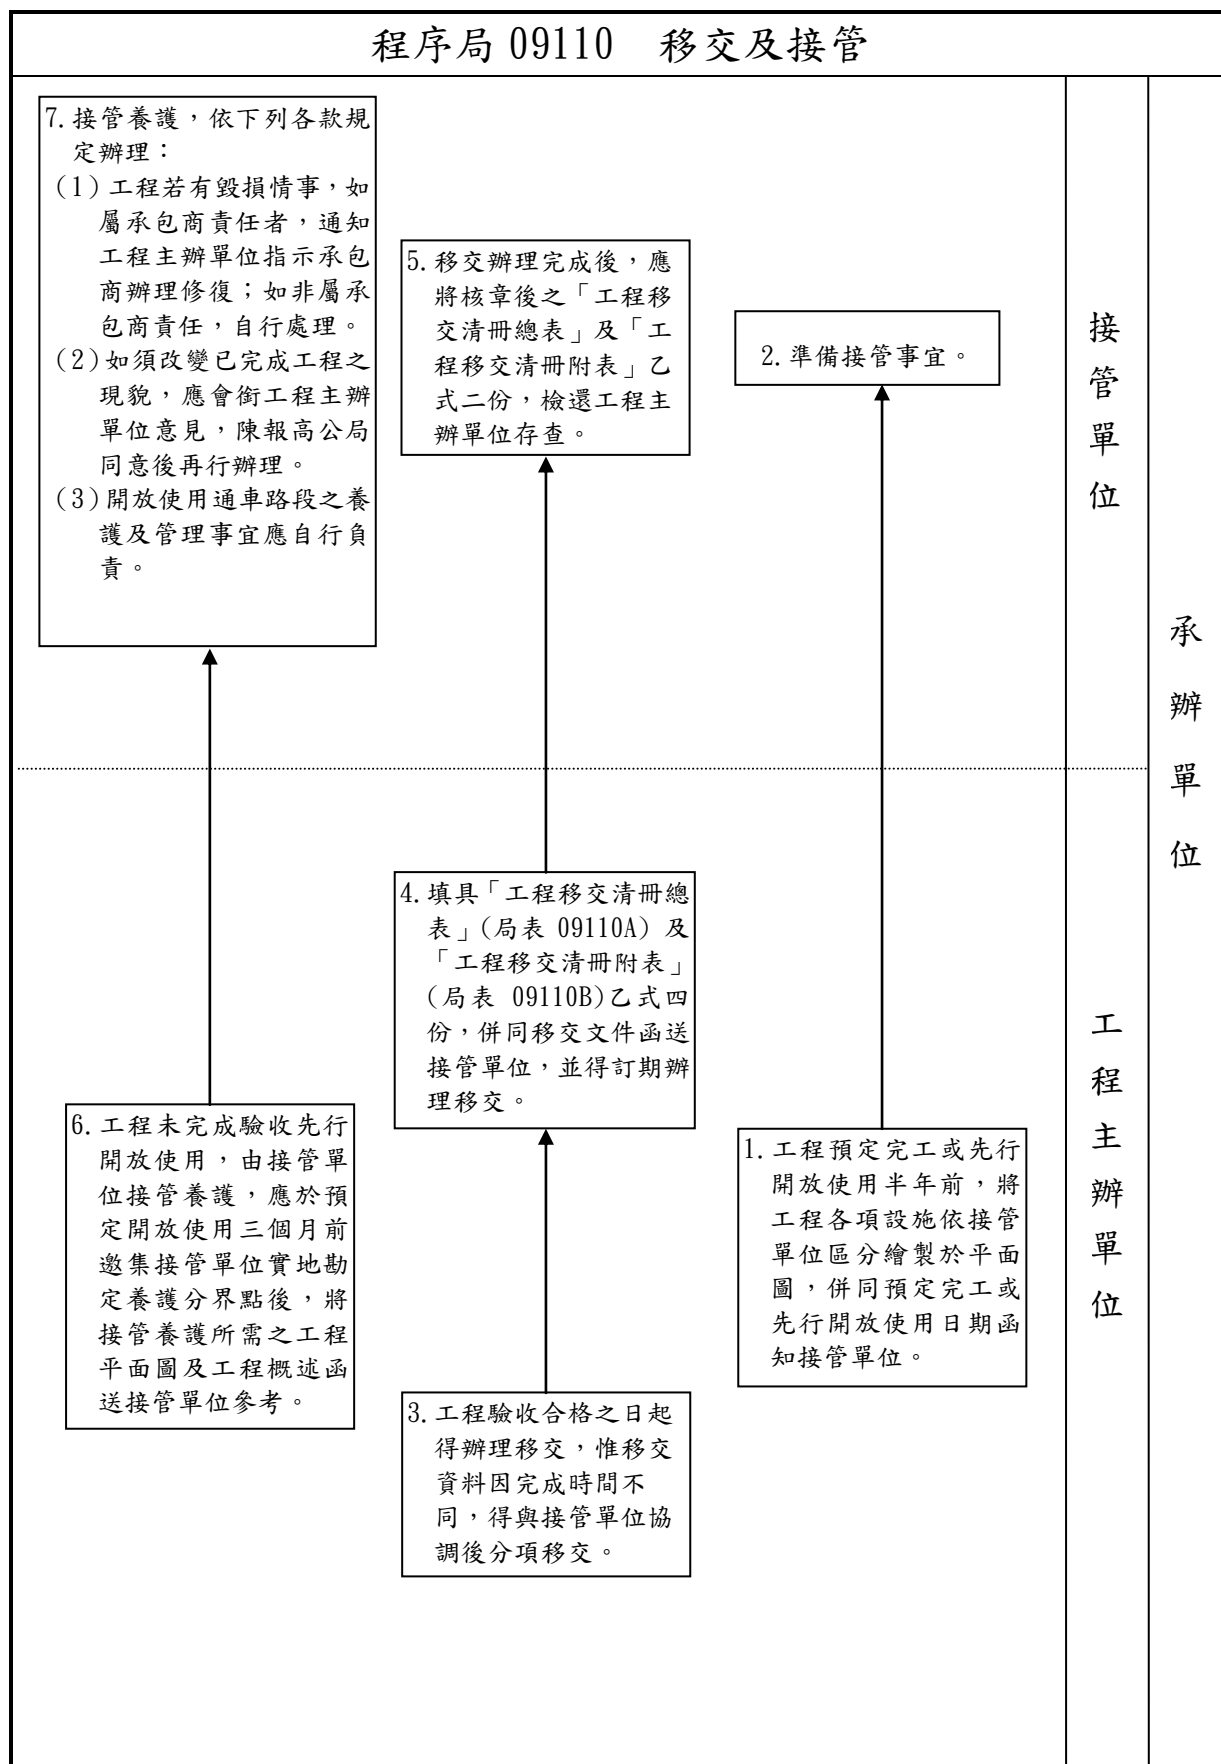 程序局 09110　移交及接管
7. 接管養護，依下列各款規
定辦理：
(1) 工程若有毀損情事，如
屬承包商責任者，通知
工程主辦單位指示承包
商辦理修復；如非屬承
包商責任，自行處理。
(2) 如須改變已完成工程之
現貌，應會銜工程主辦
單位意見，陳報高公局
同意後再行辦理。
(3) 開放使用通車路段之養
護及管理事宜應自行負
責。
5. 移交辦理完成後，應
將核章後之「工程移
交清冊總表」及「工
程移交清冊附表」乙
式二份，檢還工程主
辦單位存查。
2. 準備接管事宜。
接管單位
承辦單位
6. 工程未完成驗收先行
開放使用，由接管單
位接管養護，應於預
定開放使用三個月前
邀集接管單位實地勘
定養護分界點後，將
接管養護所需之工程
平面圖及工程概述函
送接管單位參考。
4. 填具「工程移交清冊總
表」(局表 09110A) 及
「工程移交清冊附表」
(局表 09110B)乙式四
份，併同移交文件函送
接管單位，並得訂期辦
理移交。
3. 工程驗收合格之日起
得辦理移交，惟移交
資料因完成時間不
同，得與接管單位協
調後分項移交。
1. 工程預定完工或先行
開放使用半年前，將
工程各項設施依接管
單位區分繪製於平面
圖，併同預定完工或
先行開放使用日期函
知接管單位。
工程主辦單位